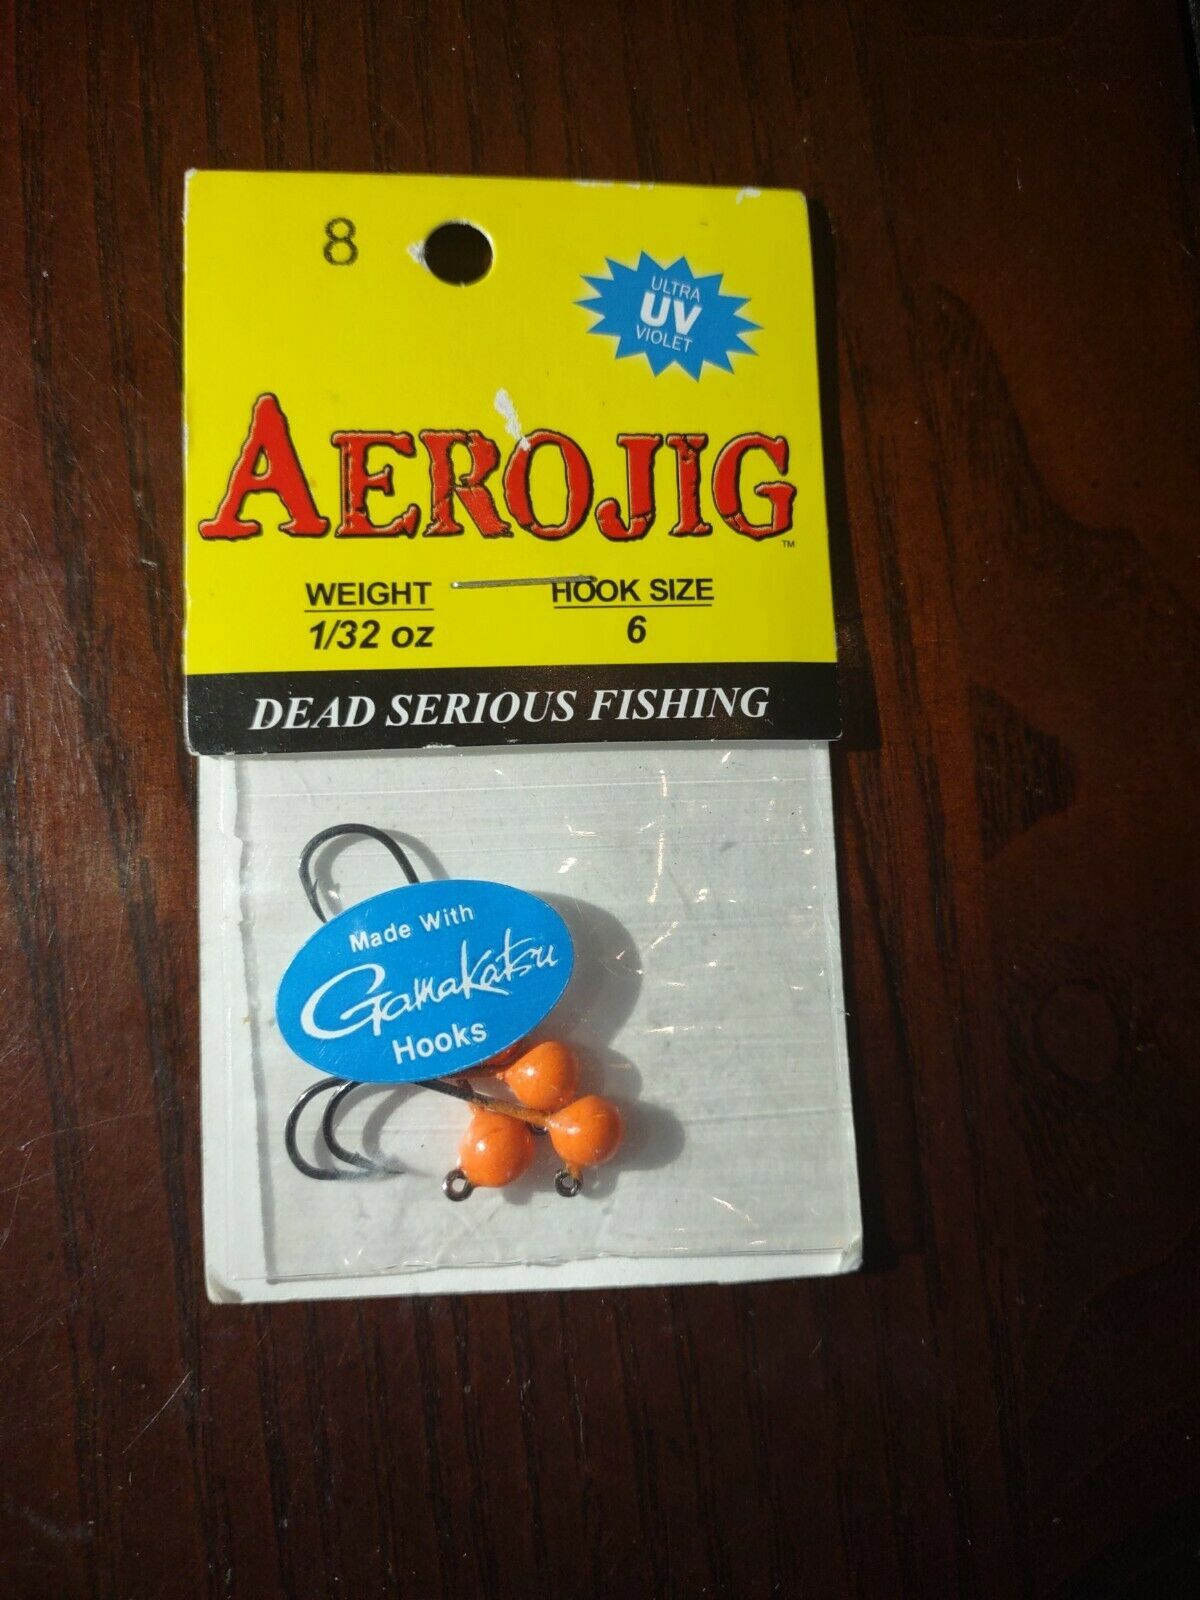 8
ULTRA
UV
VIOLET
AEROJIG
™
WEIGHT HOOK SIZE
1/32 oz 6
DEAD SERIOUS FISHING
Made With
Gamakatsu
Hooks